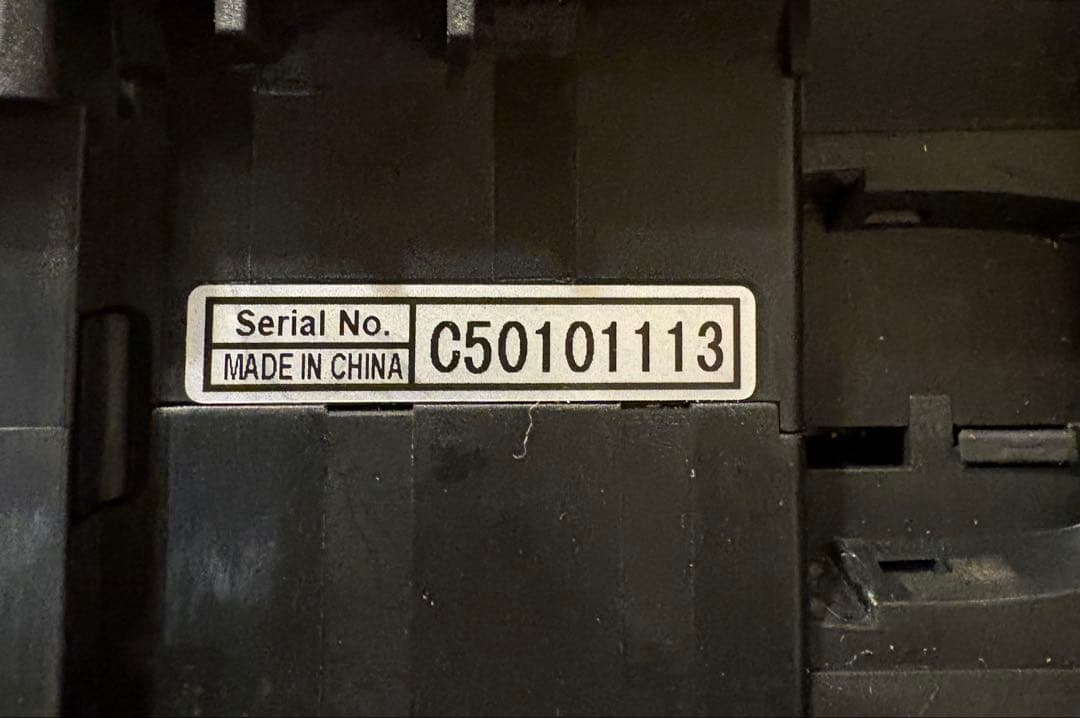 Serial No.
MADE IN CHINA
C50101113